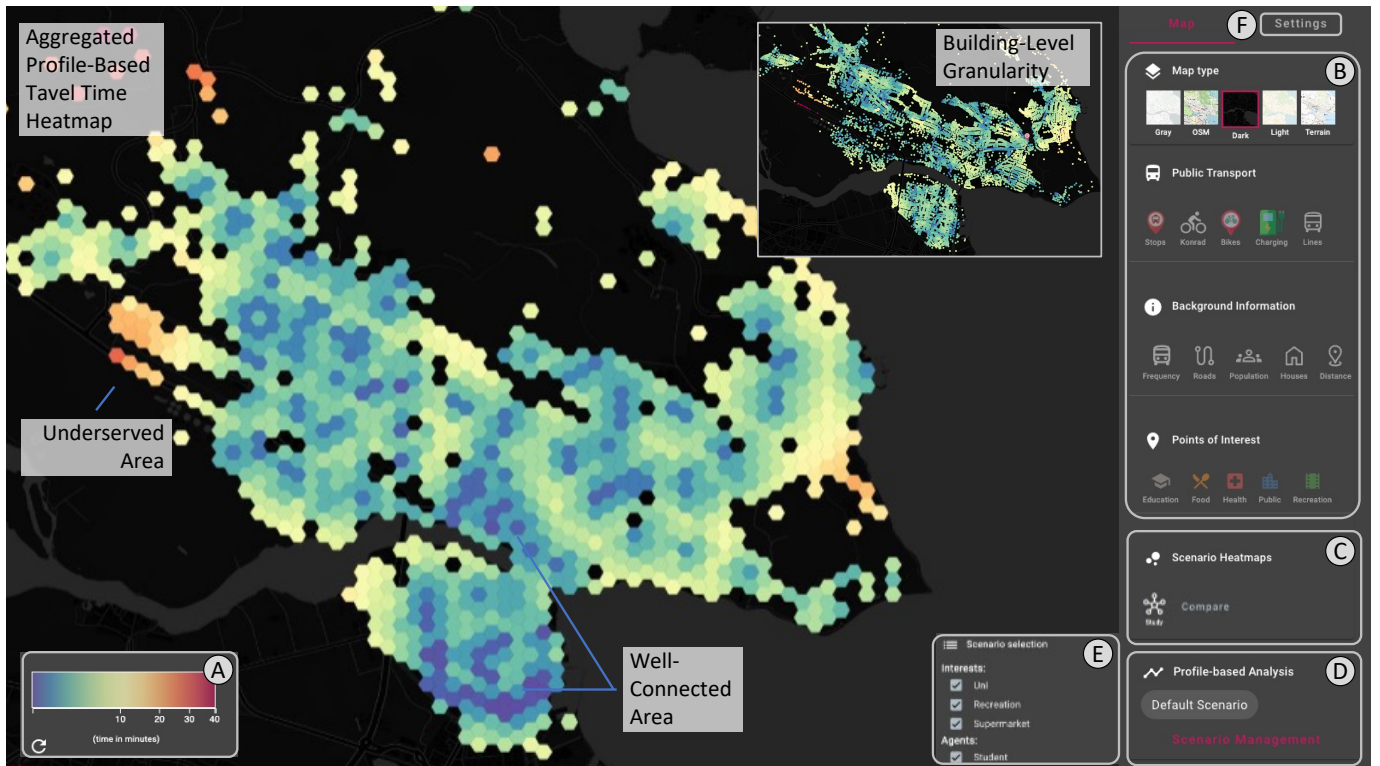 Aggregated
Profile-Based
Tavel Time
Heatmap
Building-Level
Granularity
Underserved
Area
Well-
Connected
Area
A
10
20
30
40
(time in minutes)
E
Scenario selection
Interests:
Uni
Recreation
Supermarket
Agents:
Student
Map
F
Settings
B
Map type
Gray
OSM
Dark
Light
Terrain
Public Transport
Stops
Konrad
Bikes
Charging
Lines
Background Information
Frequency
Roads
Population
Houses
Distance
Points of Interest
Education
Food
Health
Public
Recreation
C
Scenario Heatmaps
Study
Compare
D
Profile-based Analysis
Default Scenario
Scenario Management